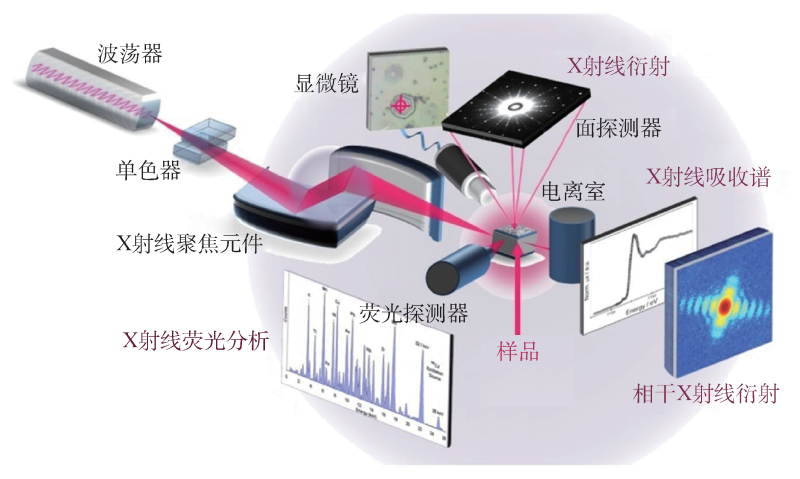 波荡器
单色器
X射线聚焦元件
显微镜
X射线衍射
面探测器
电离室
X射线吸收谱
Energy / eV
荧光探测器
样品
X射线荧光分析
相干X射线衍射